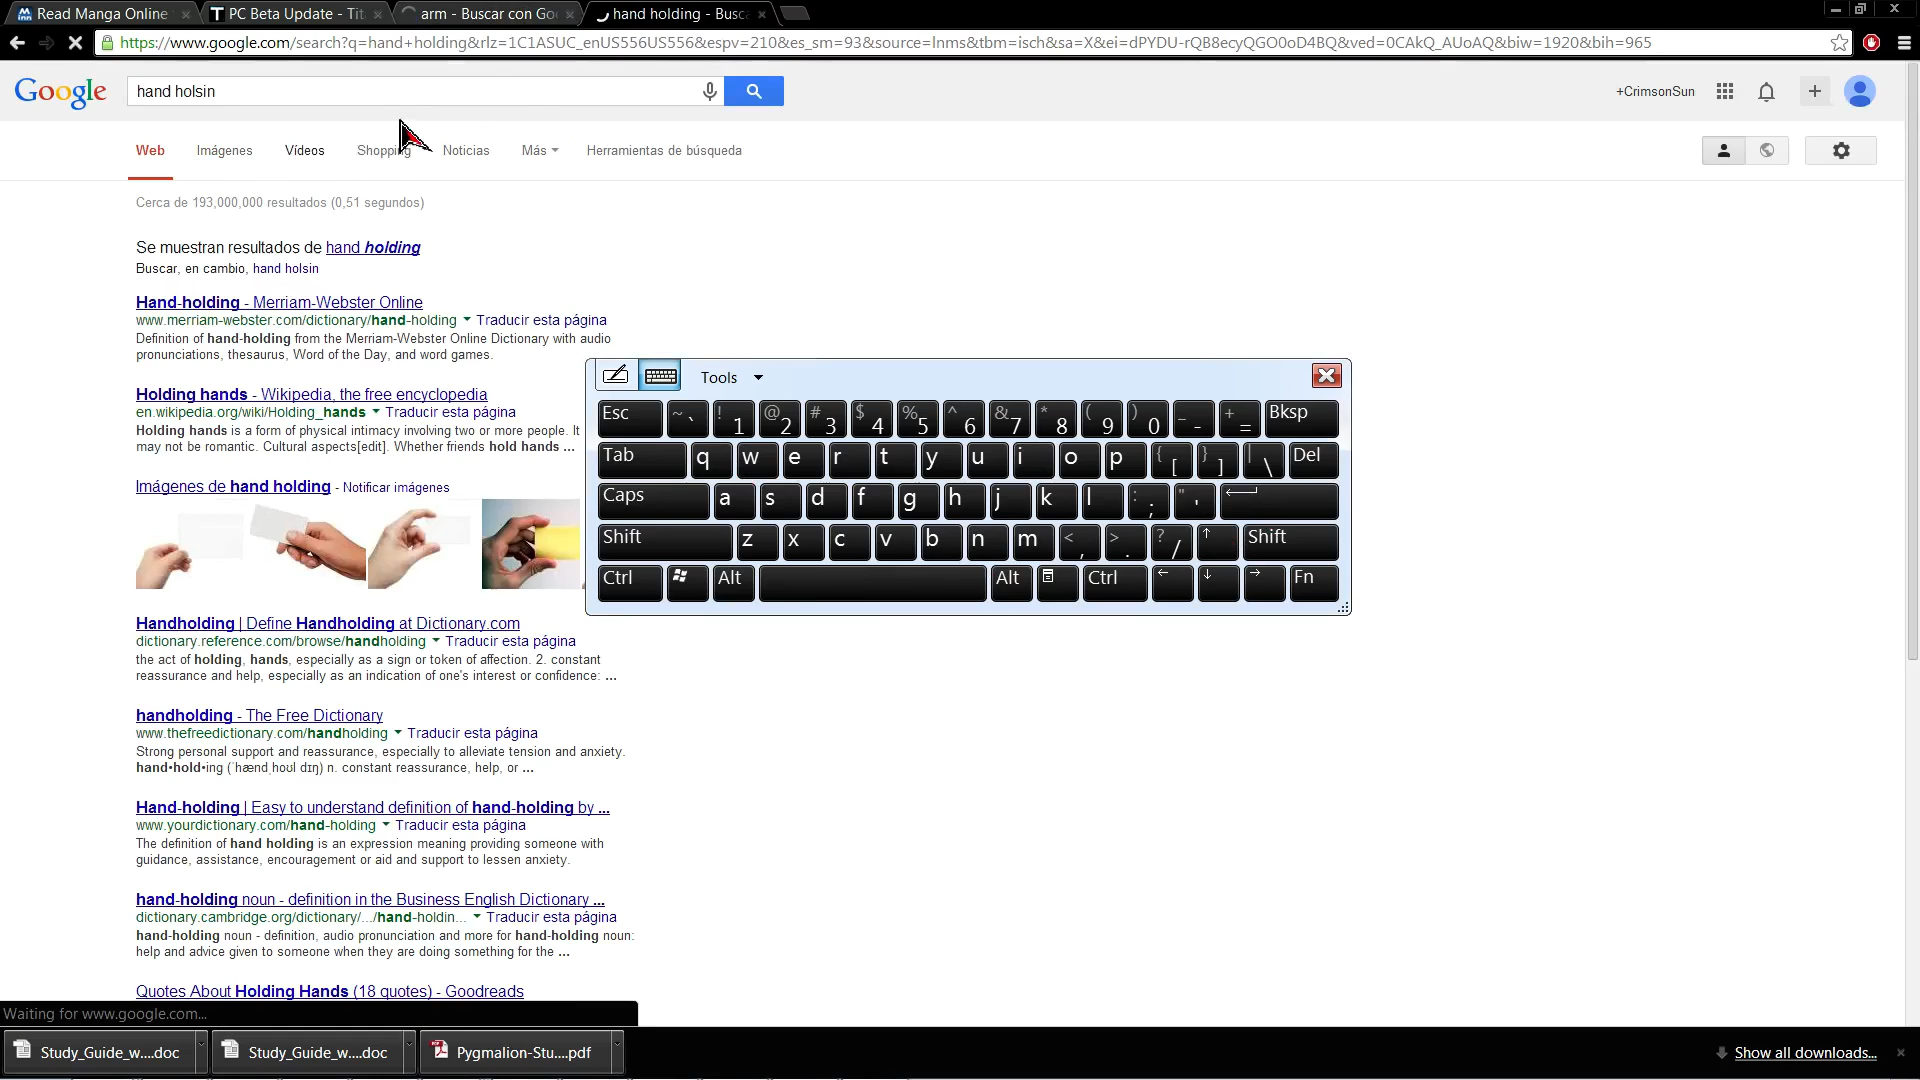 Read Manga Online
PC Beta Update - Tit
arm - Buscar con Go
hand holding - Busc
https://www.google.com/search?q=hand+holding&rlz=1C1ASUC_enUS556US556&espv=210&es_sm=93&source=lnms&tbm=isch&sa=X&ei=dPYDU-rQB8ecyQGO0oD4BQ&ved=0CAkQ_AUoAQ&biw=1920&bih=965
Google
hand holsin
+CrimsonSun
Web Imágenes Vídeos Shopping Noticias Más Herramientas de búsqueda
Cerca de 193,000,000 resultados (0,51 segundos)
Se muestran resultados de hand holding
Buscar, en cambio, hand holsin
Hand-holding - Merriam-Webster Online
www.merriam-webster.com/dictionary/hand-holding Traducir esta página
Definition of hand-holding from the Merriam-Webster Online Dictionary with audio
pronunciations, thesaurus, Word of the Day, and word games.
Holding hands - Wikipedia, the free encyclopedia
en.wikipedia.org/wiki/Holding_hands Traducir esta página
Holding hands is a form of physical intimacy involving two or more people. It
may not be romantic. Cultural aspects[edit]. Whether friends hold hands ...
Imágenes de hand holding - Notificar imágenes
Tools
Esc ~ ` ! 1 @ 2 # 3 $ 4 % 5 ^ 6 & 7 * 8 ( 9 ) 0 _ - + = Bksp
Tab q w e r t y u i o p { [ } ] | \ Del
Caps a s d f g h j k l : ; " '
Shift z x c v b n m < , > . ? / ↑ Shift
Ctrl Alt Alt Ctrl ← ↓ → Fn
Handholding | Define Handholding at Dictionary.com
dictionary.reference.com/browse/handholding Traducir esta página
the act of holding, hands, especially as a sign or token of affection. 2. constant
reassurance and help, especially as an indication of one's interest or confidence: ...
handholding - The Free Dictionary
www.thefreedictionary.com/handholding Traducir esta página
Strong personal support and reassurance, especially to alleviate tension and anxiety.
hand•hold•ing (ˈhændˌhoʊl dɪŋ) n. constant reassurance, help, or ...
Hand-holding | Easy to understand definition of hand-holding by ...
www.yourdictionary.com/hand-holding Traducir esta página
The definition of hand holding is an expression meaning providing someone with
guidance, assistance, encouragement or aid and support to lessen anxiety.
hand-holding noun - definition in the Business English Dictionary ...
dictionary.cambridge.org/dictionary/.../hand-holdin... Traducir esta página
hand-holding noun - definition, audio pronunciation and more for hand-holding noun:
help and advice given to someone when they are doing something for the ...
Quotes About Holding Hands (18 quotes) - Goodreads
Waiting for www.google.com...
Study_Guide_w....doc
Study_Guide_w....doc
Pygmalion-Stu....pdf
Show all downloads...